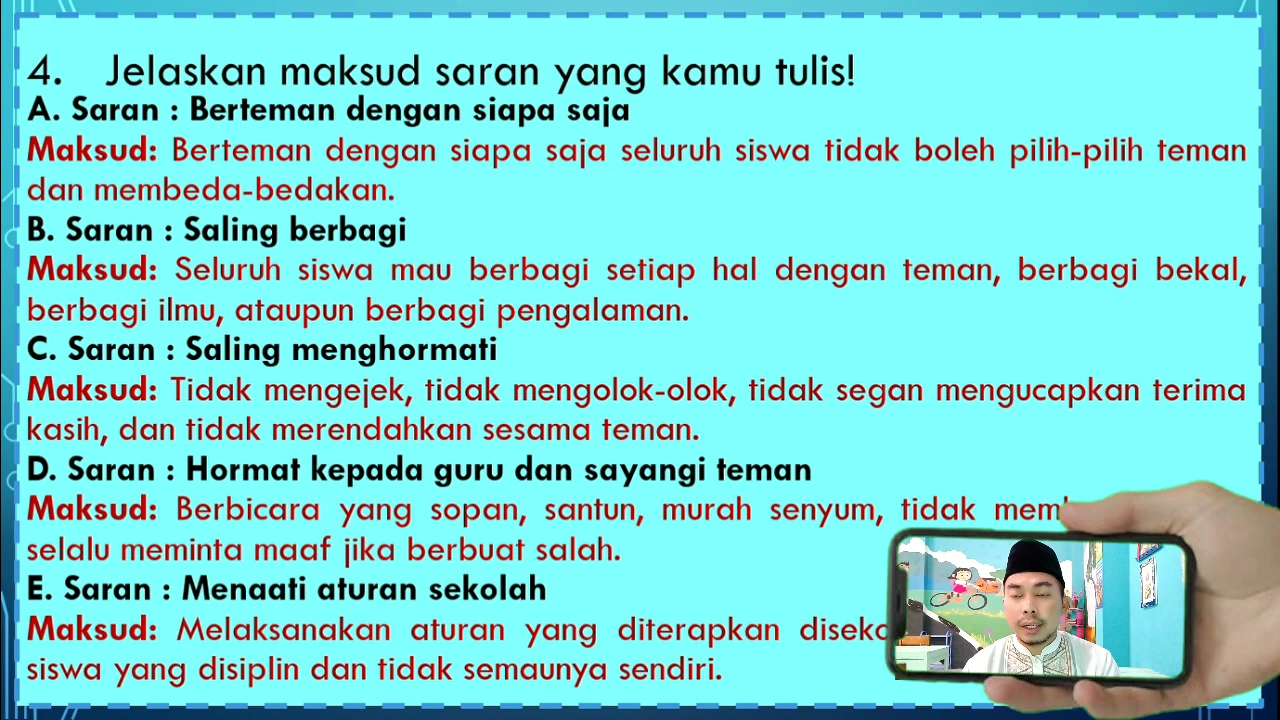 4. Jelaskan maksud saran yang kamu tulis!
A. Saran : Berteman dengan siapa saja
Maksud: Berteman dengan siapa saja seluruh siswa tidak boleh pilih-pilih teman
dan membeda-bedakan.
B. Saran : Saling berbagi
Maksud: Seluruh siswa mau berbagi setiap hal dengan teman, berbagi bekal,
berbagi ilmu, ataupun berbagi pengalaman.
C. Saran : Saling menghormati
Maksud: Tidak mengejek, tidak mengolok-olok, tidak segan mengucapkan terima
kasih, dan tidak merendahkan sesama teman.
D. Saran : Hormat kepada guru dan sayangi teman
Maksud: Berbicara yang sopan, santun, murah senyum, tidak
selalu meminta maaf jika berbuat salah.
E. Saran : Menaati aturan sekolah
Maksud: Melaksanakan aturan yang diterapkan
siswa yang disiplin dan tidak semaunya sendiri.